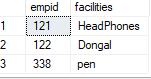 empid facilities
1 121 HeadPhones
2 122 Dongal
3 338 pen